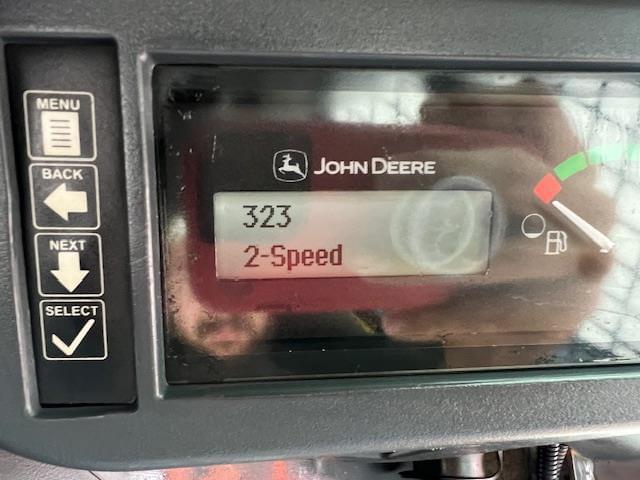 MENU
BACK
NEXT
SELECT
JOHN DEERE
323
2-Speed